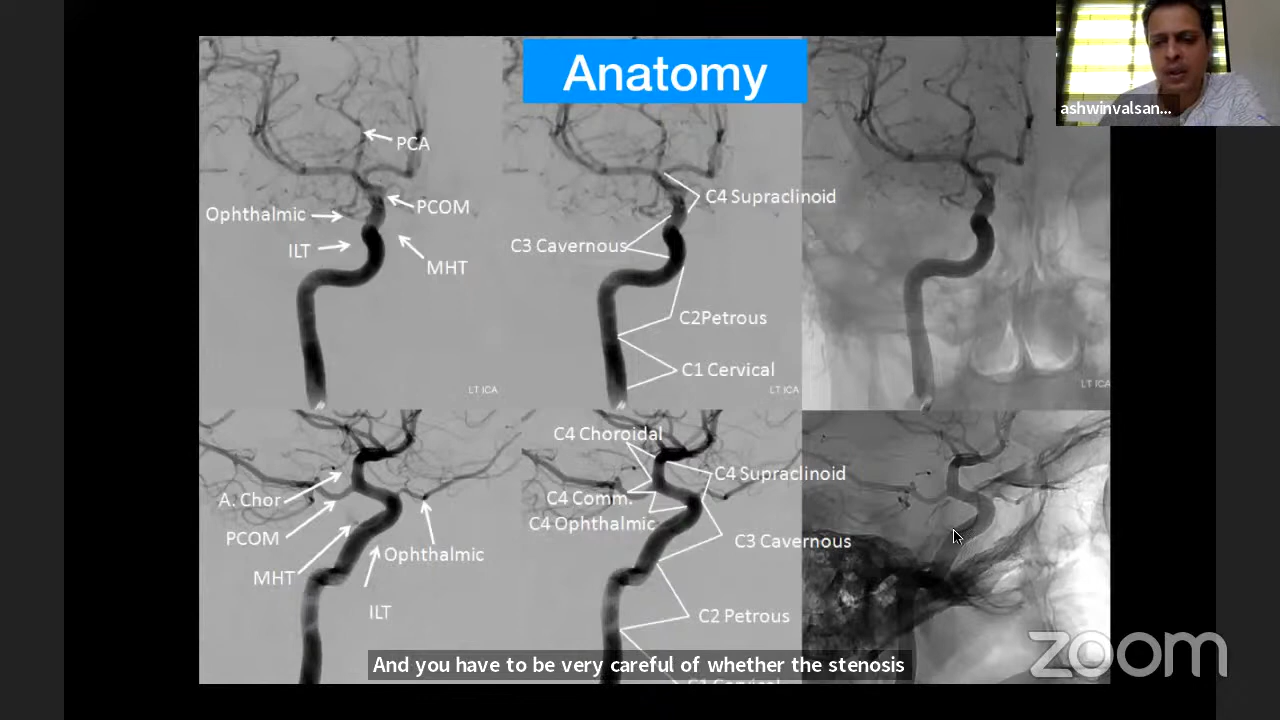 Anatomy
ashwinvalsan...
PCA
Ophthalmic
PCOM
ILT
MHT
LT ICA
C4 Supraclinoid
C3 Cavernous
C2Petrous
C1 Cervical
LT ICA
LT ICA
A. Chor
PCOM
MHT
Ophthalmic
ILT
C4 Choroidal
C4 Supraclinoid
C4 Comm.
C4 Ophthalmic
C3 Cavernous
C2 Petrous
C1 Cervical
And you have to be very careful of whether the stenosis
zoom